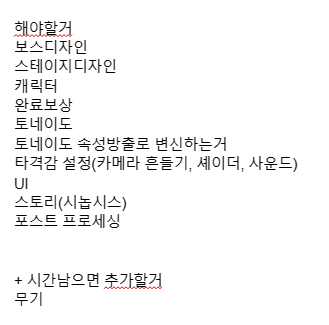 해야할거
보스디자인
스테이지디자인
캐릭터
완료보상
토네이도
토네이도 속성방출로 변신하는거
타격감 설정(카메라 흔들기, 셰이더, 사운드)
UI
스토리(시놉시스)
포스트 프로세싱
+ 시간남으면 추가할거
무기